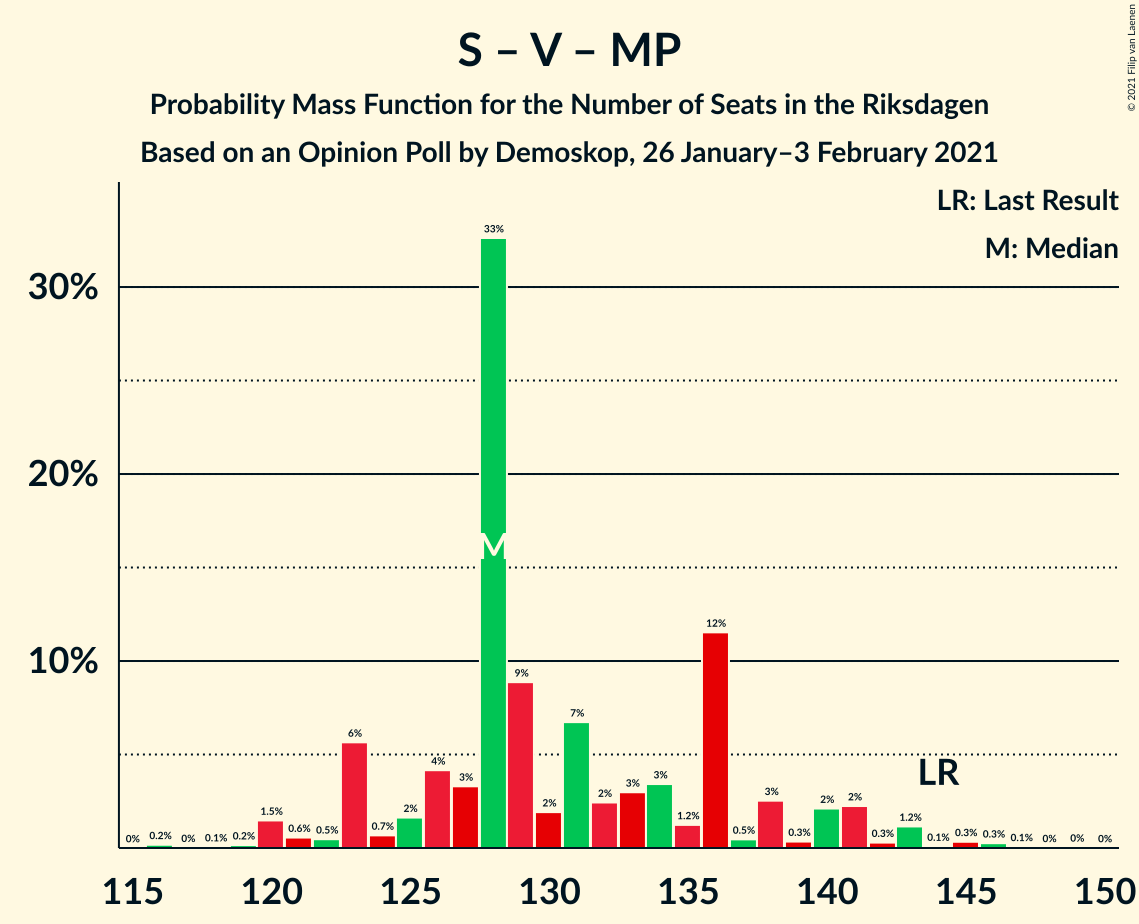 S – V – MP
Probability Mass Function for the Number of Seats in the Riksdagen
Based on an Opinion Poll by Demoskop, 26 January–3 February 2021
© 2021 Filip van Laenen
LR: Last Result
M: Median
30%
20%
10%
0% 0.2% 0% 0.1% 0.2% 1.5% 0.6% 0.5% 6% 0.7% 2% 4% 3% 33% 9% 2% 7% 2% 3% 3% 1.2% 12% 0.5% 3% 0.3% 2% 2% 0.3% 1.2% 0.1% 0.3% 0.3% 0.1% 0% 0% 0%
M
LR
115 120 125 130 135 140 145 150